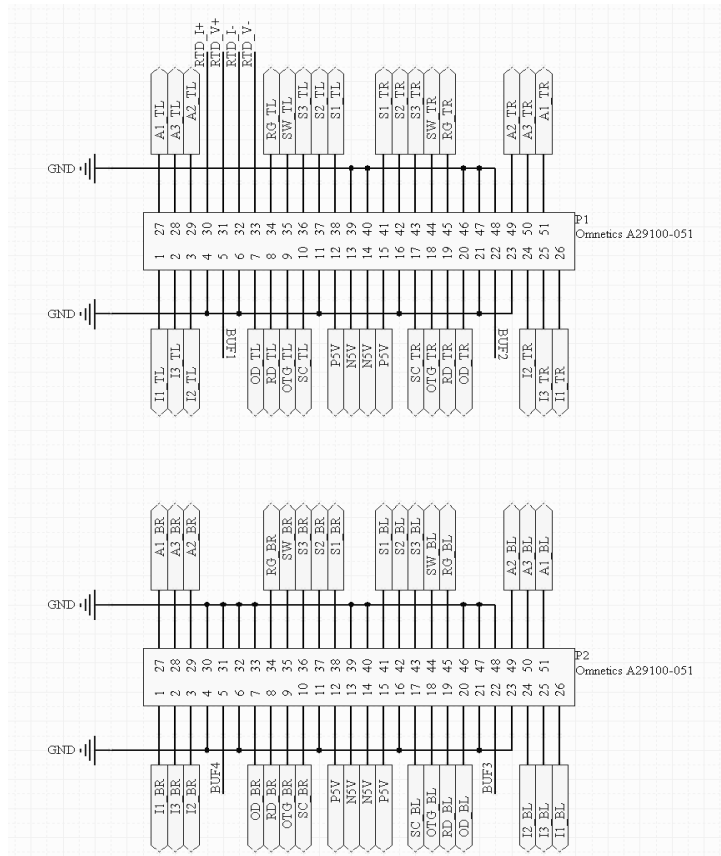 RTD_I+
RTD_V+
RTD_I-
RTD_V-
A1_TL
A3_TL
A2_TL
RG_TL
SW_TL
S3_TL
S2_TL
S1_TL
S1_TR
S2_TR
S3_TR
SW_TR
RG_TR
A2_TR
A3_TR
A1_TR
GND
P1
Omnetics A29100-051
27 28 29 30 31 32 33 34 35 36 37 38 39 40 41 42 43 44 45 46 47 48 49 50 51
1 2 3 4 5 6 7 8 9 10 11 12 13 14 15 16 17 18 19 20 21 22 23 24 25 26
GND
I1_TL
I3_TL
I2_TL
BUF1
OD_TL
RD_TL
OTG_TL
SC_TL
P5V
N5V
N5V
P5V
SC_TR
OTG_TR
RD_TR
OD_TR
BUF2
I2_TR
I3_TR
I1_TR
A1_BR
A3_BR
A2_BR
RG_BR
SW_BR
S3_BR
S2_BR
S1_BR
S1_BL
S2_BL
S3_BL
SW_BL
RG_BL
A2_BL
A3_BL
A1_BL
GND
P2
Omnetics A29100-051
27 28 29 30 31 32 33 34 35 36 37 38 39 40 41 42 43 44 45 46 47 48 49 50 51
1 2 3 4 5 6 7 8 9 10 11 12 13 14 15 16 17 18 19 20 21 22 23 24 25 26
GND
I1_BR
I3_BR
I2_BR
BUF4
OD_BR
RD_BR
OTG_BR
SC_BR
P5V
N5V
N5V
P5V
SC_BL
OTG_BL
RD_BL
OD_BL
BUF3
I2_BL
I3_BL
I1_BL